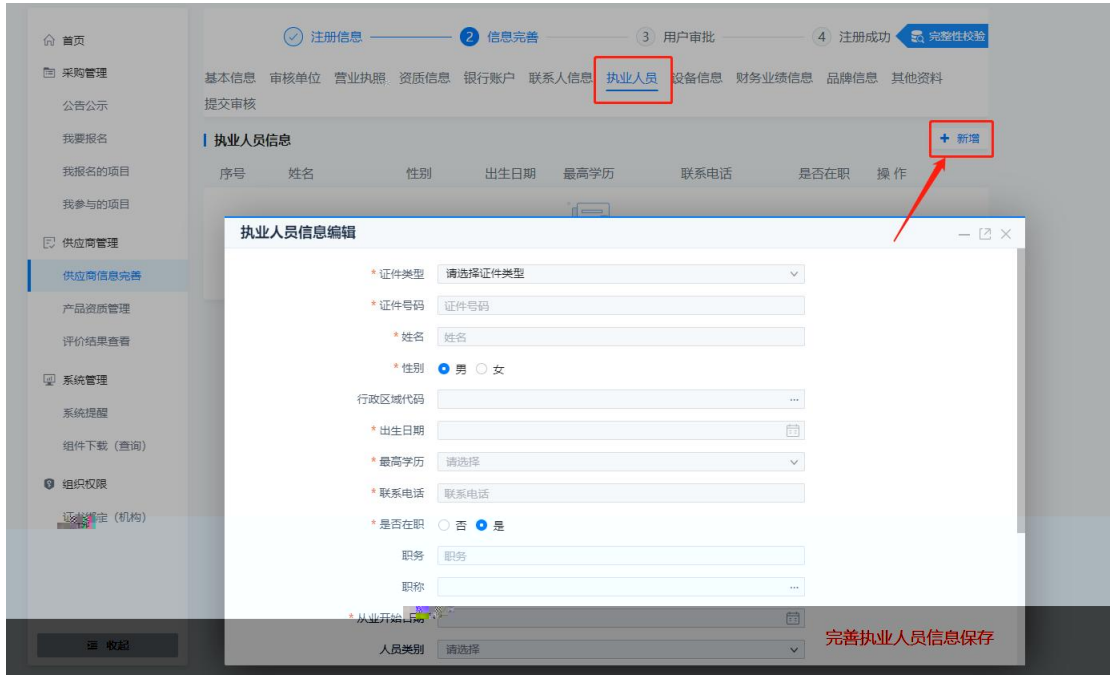 首页
采购管理
公告公示
我要报名
我报名的项目
我参与的项目
供应商管理
供应商信息完善
产品资质管理
评价结果查看
系统管理
系统提醒
组件下载（查询）
组织权限
定（机构）
收起
注册信息 2 信息完善 3 用户审批 4 注册成功 完整性校验
基本信息 审核单位 营业执照 资质信息 银行账户 联系人信息 执业人员 设备信息 财务业绩信息 品牌信息 其他资料
提交审核
执业人员信息
+ 新增
序号 姓名 性别 出生日期 最高学历 联系电话 是否在职 操作
执业人员信息编辑
* 证件类型 请选择证件类型
* 证件号码 证件号码
* 姓名 姓名
* 性别 男 女
行政区域代码 ...
* 出生日期
* 最高学历 请选择
* 联系电话 联系电话
* 是否在职 否 是
职务 职务
职称 ...
* 从业开始日期
人员类别 请选择
完善执业人员信息保存